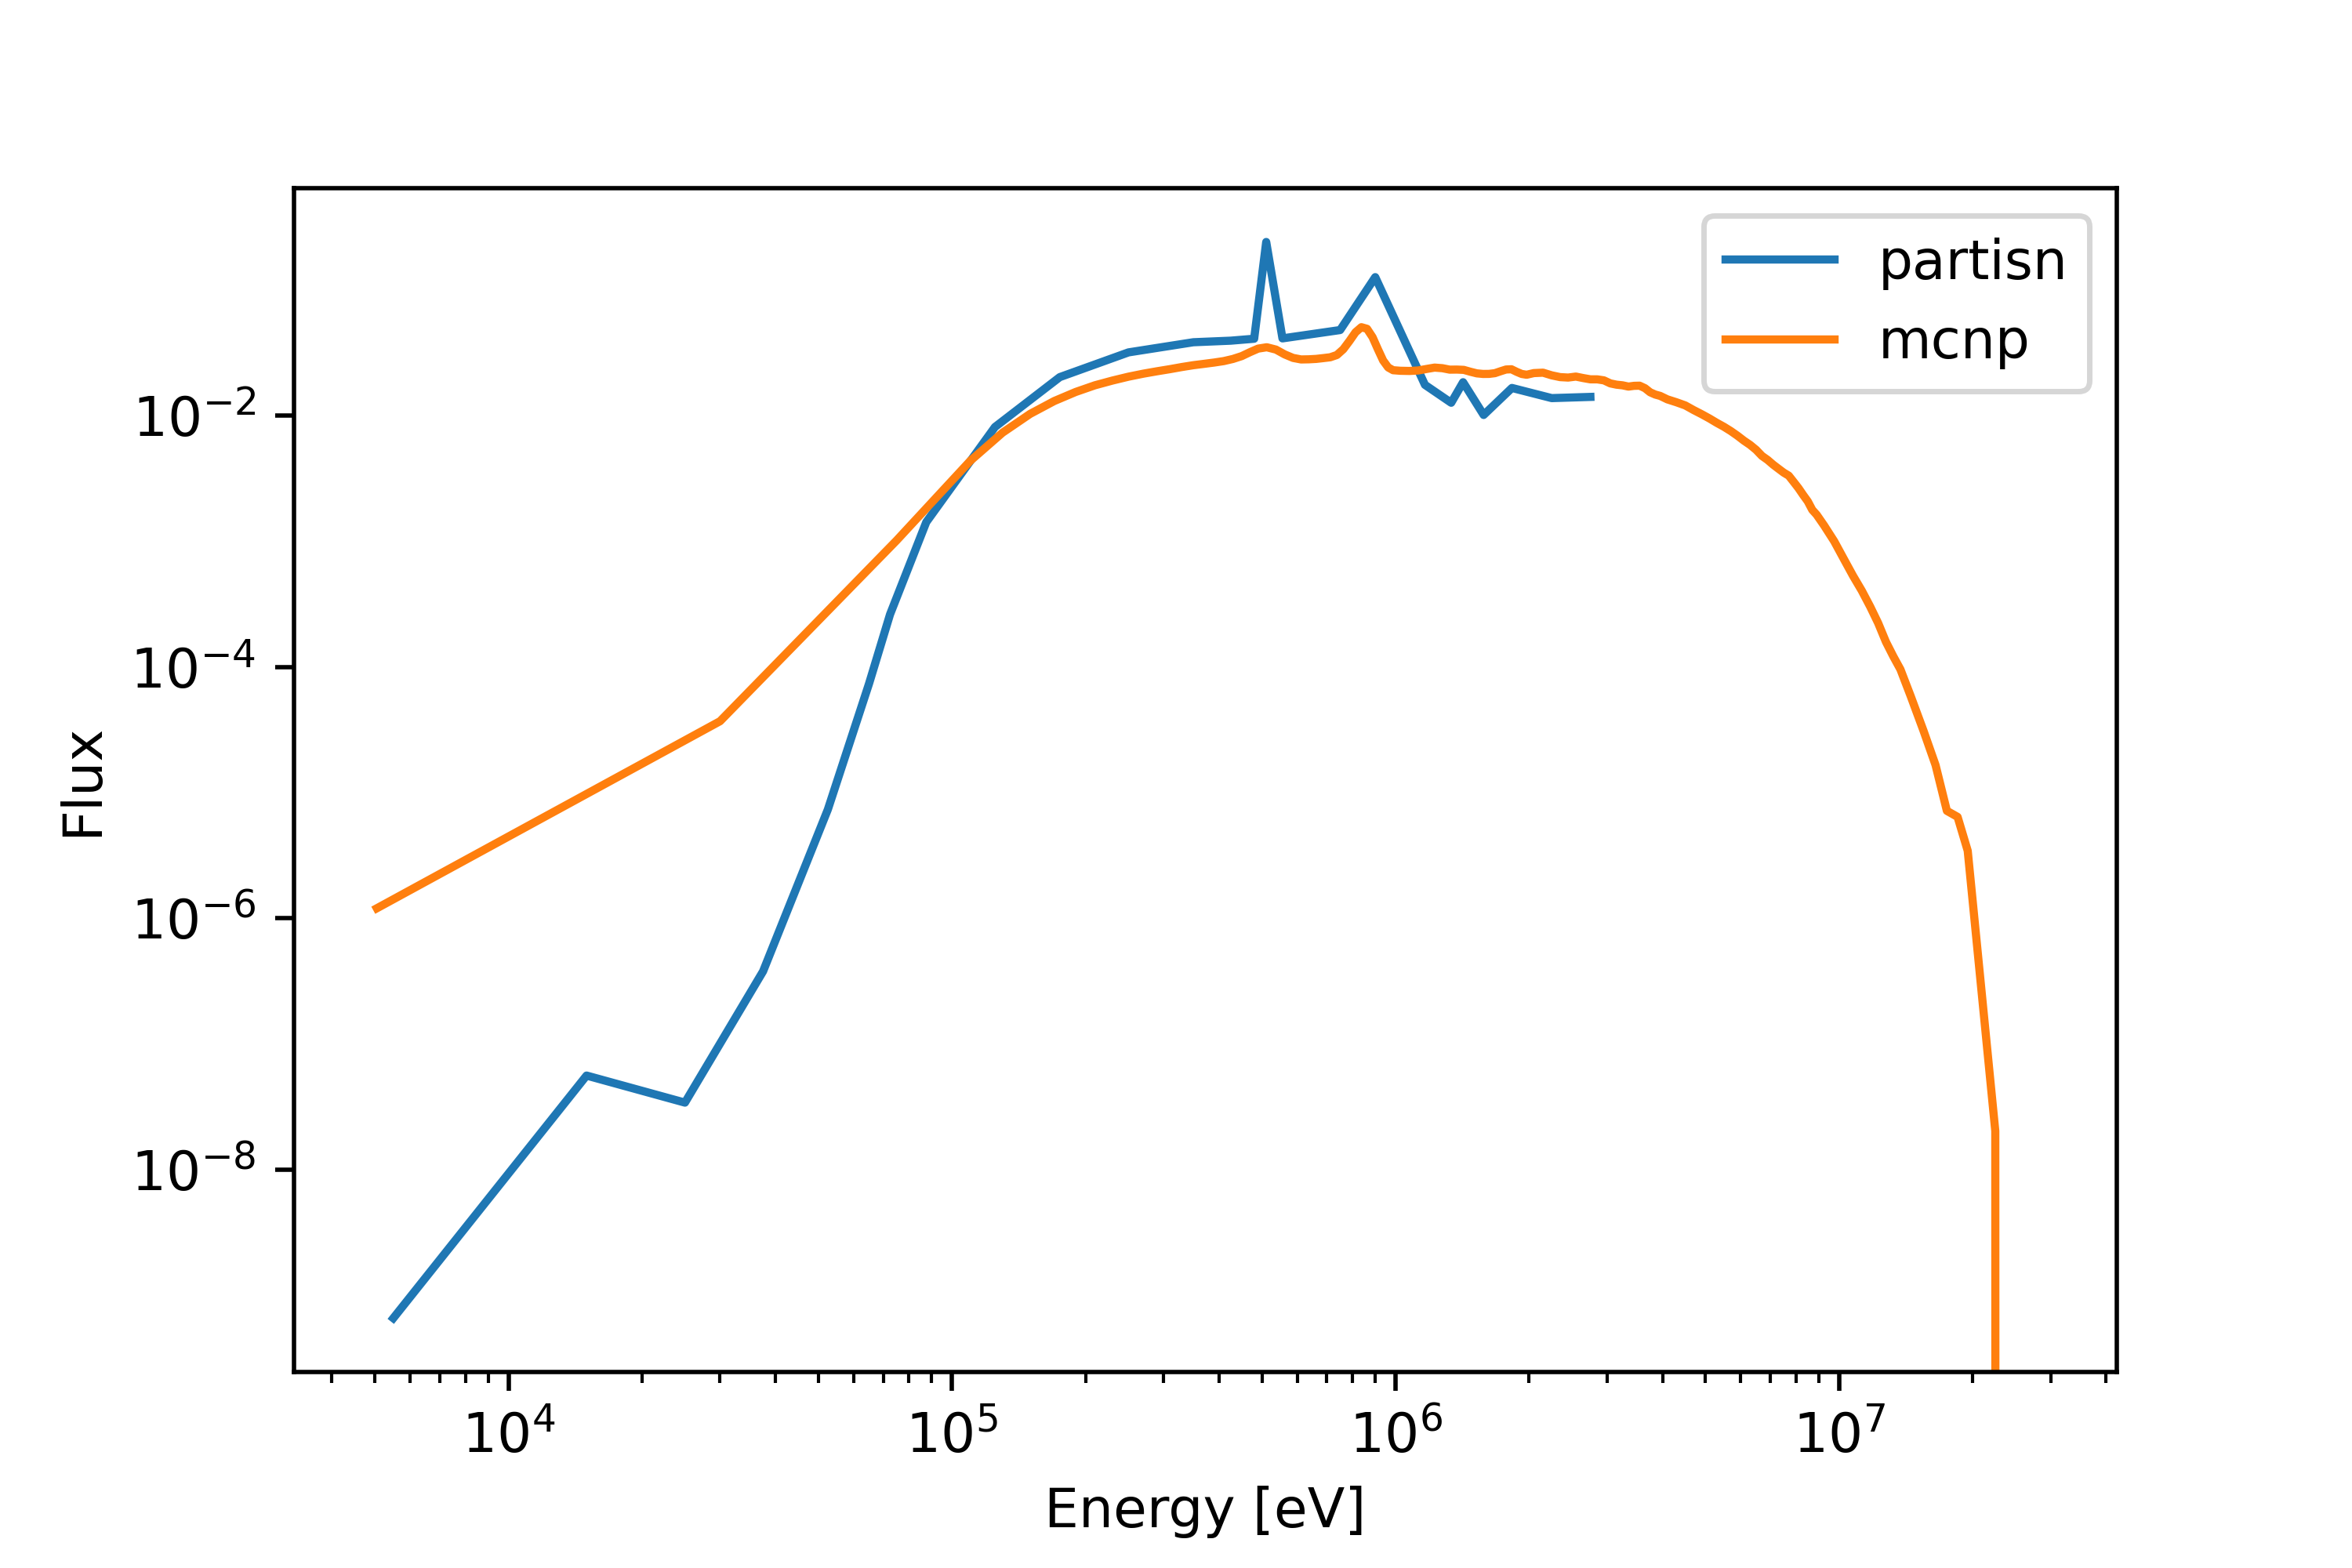 partisn
mcnp
10⁻²
10⁻⁴
10⁻⁶
10⁻⁸
Flux
10⁴ 10⁵ 10⁶ 10⁷
Energy [eV]